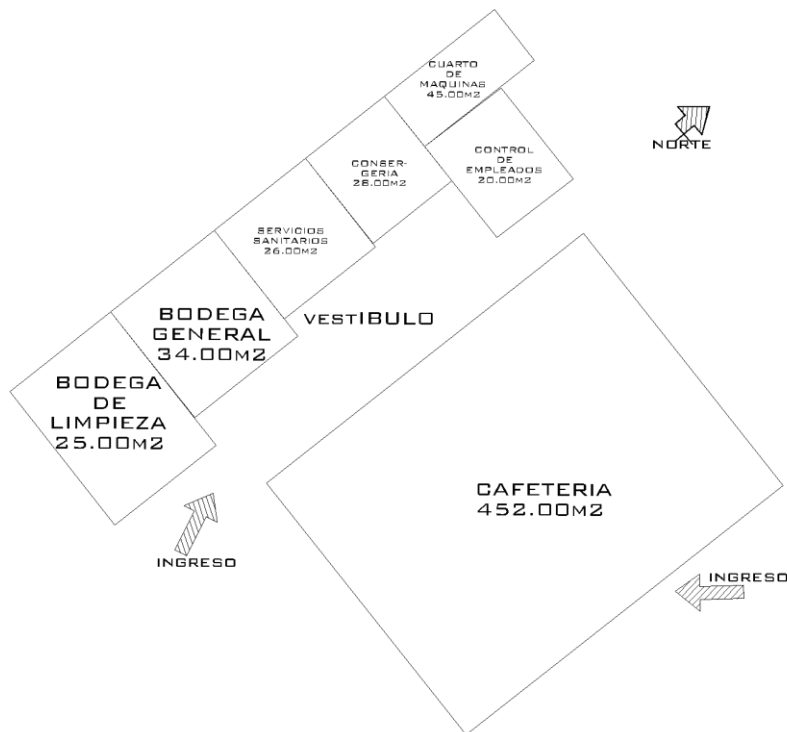 CUARTO
DE
MAQUINAS
45.00M2
NORTE
CONTROL
DE
EMPLEADOS
20.00M2
CONSER-
GERIA
28.00M2
SERVICIOS
SANITARIOS
26.00M2
BODEGA
GENERAL
34.00M2
VESTIBULO
BODEGA
DE
LIMPIEZA
25.00M2
CAFETERIA
452.00M2
INGRESO
INGRESO